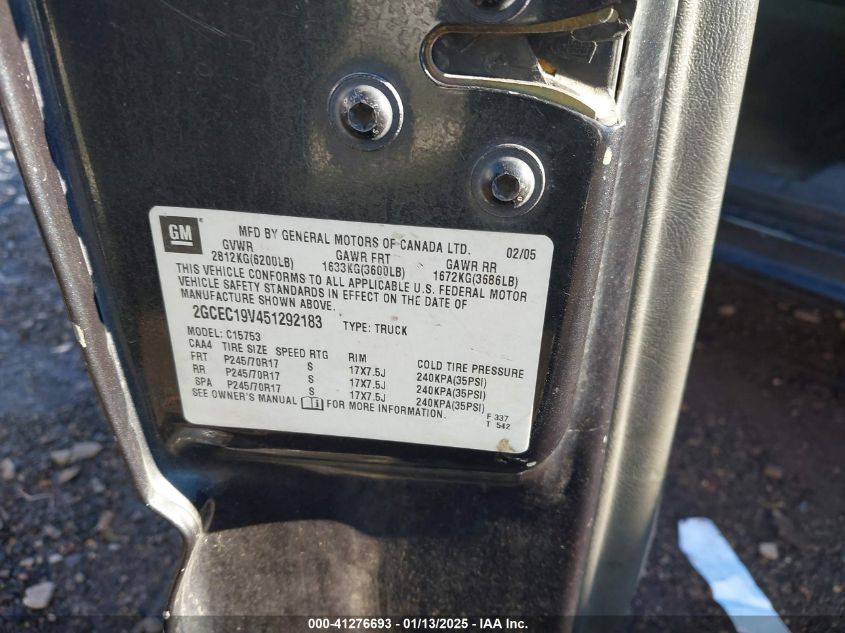 GM
MFD BY GENERAL MOTORS OF CANADA LTD. 02/05
GVWR GAWR FRT GAWR RR
2812KG(6200LB) 1633KG(3600LB) 1672KG(3686LB)
THIS VEHICLE CONFORMS TO ALL APPLICABLE U.S. FEDERAL MOTOR
VEHICLE SAFETY STANDARDS IN EFFECT ON THE DATE OF
MANUFACTURE SHOWN ABOVE.
2GCEC19V451292183 TYPE: TRUCK
MODEL: C15753
CAA4 TIRE SIZE SPEED RTG RIM COLD TIRE PRESSURE
FRT P245/70R17 S 17X7.5J 240KPA(35PSI)
RR P245/70R17 S 17X7.5J 240KPA(35PSI)
SPA P245/70R17 S 17X7.5J 240KPA(35PSI)
SEE OWNER'S MANUAL FOR MORE INFORMATION.
F 337
T 542
000-41276693 - 01/13/2025 - I.A.A Inc.